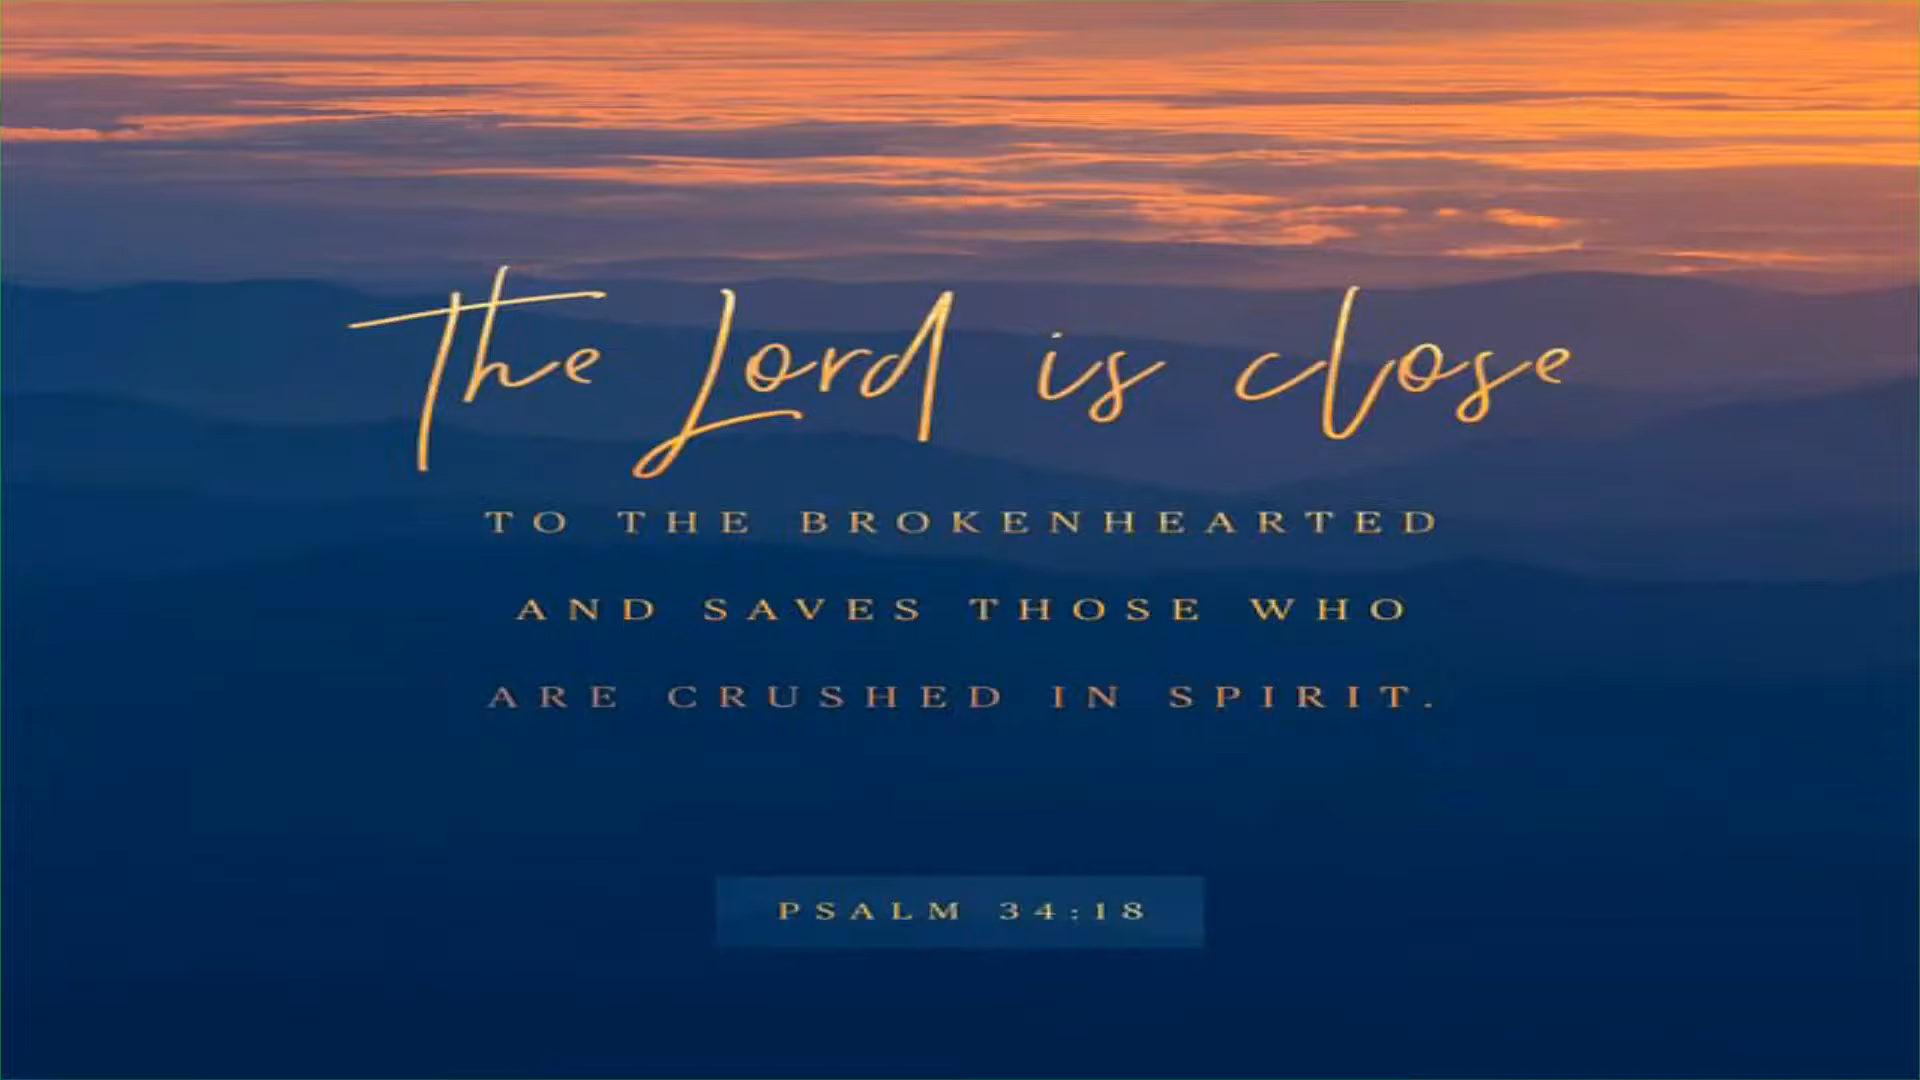 The Lord is close
TO THE BROKENHEARTED
AND SAVES THOSE WHO
ARE CRUSHED IN SPIRIT.
PSALM 34:18